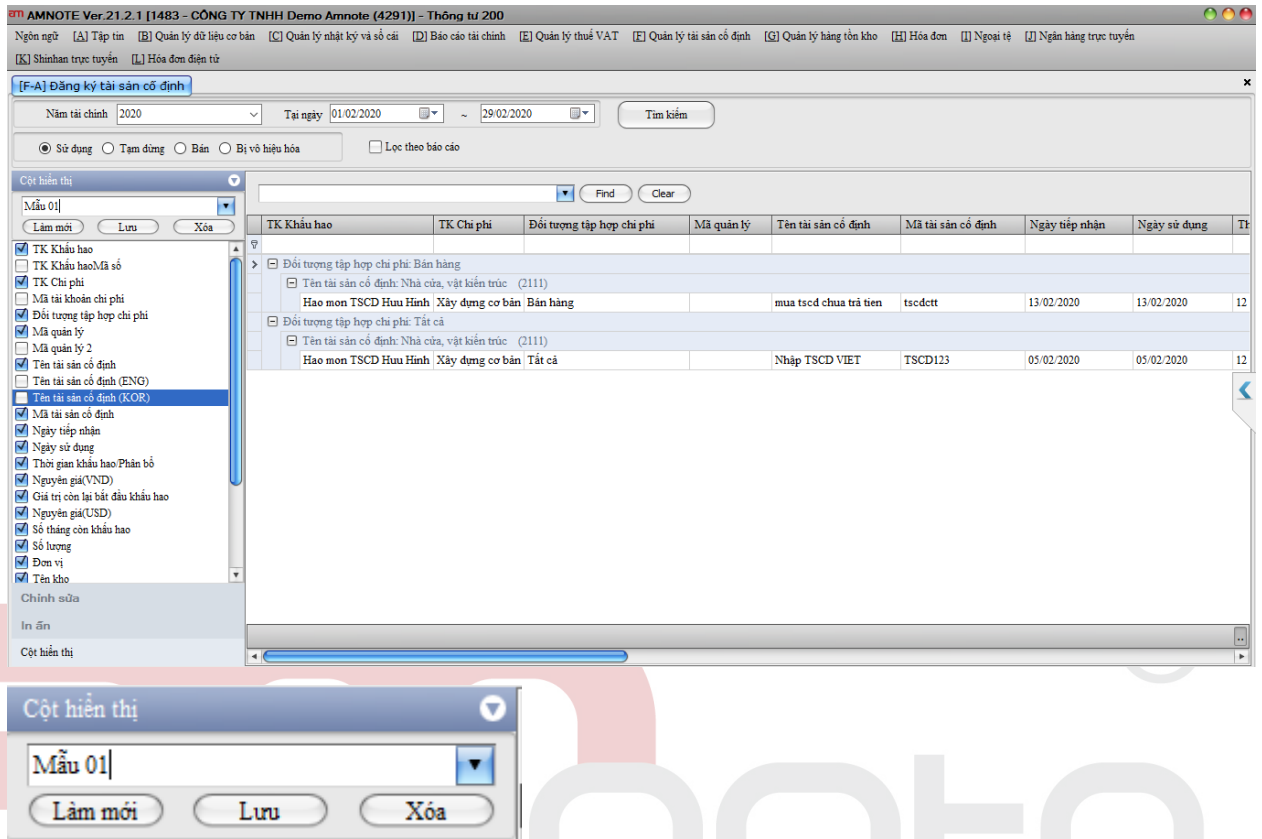 am AMNOTE Ver.21.2.1 [1483 - CÔNG TY TNHH Demo Amnote (4291)] - Thông tư 200
Ngôn ngữ [A] Tập tin [B] Quản lý dữ liệu cơ bản [C] Quản lý nhật ký và sổ cái [D] Báo cáo tài chính [E] Quản lý thuế VAT [F] Quản lý tài sản cố định [G] Quản lý hàng tồn kho [H] Hóa đơn [I] Ngoại tệ [J] Ngân hàng trực tuyến
[K] Shinhan trực tuyến [L] Hóa đơn điện tử
[F-A] Đăng ký tài sản cố định
Năm tài chính 2020 Tại ngày 01/02/2020 ~ 29/02/2020 Tìm kiếm
Sử dụng Tạm dừng Bán Bị vô hiệu hóa Lọc theo báo cáo
Cột hiển thị
Mẫu 01
Find Clear
Làm mới Lưu Xóa
TK Khấu hao TK Chi phí Đối tượng tập hợp chi phí Mã quản lý Tên tài sản cố định Mã tài sản cố định Ngày tiếp nhận Ngày sử dụng Th
TK Khấu hao
TK Khấu haoMã số
TK Chi phí
Mã tài khoản chi phí
Đối tượng tập hợp chi phí
Mã quản lý
Mã quản lý 2
Tên tài sản cố định
Tên tài sản cố định (ENG)
Tên tài sản cố định (KOR)
Mã tài sản cố định
Ngày tiếp nhận
Ngày sử dụng
Thời gian khấu hao/Phân bổ
Nguyên giá(VND)
Giá trị còn lại bắt đầu khấu hao
Nguyên giá(USD)
Số tháng còn khấu hao
Số lượng
Đơn vị
Tên kho
Đối tượng tập hợp chi phí: Bán hàng
Tên tài sản cố định: Nhà cửa, vật kiến trúc (2111)
Hao mon TSCD Huu Hinh Xây dựng cơ bản Bán hàng mua tscd chua trả tien tscdctt 13/02/2020 13/02/2020 12
Đối tượng tập hợp chi phí: Tất cả
Tên tài sản cố định: Nhà cửa, vật kiến trúc (2111)
Hao mon TSCD Huu Hinh Xây dựng cơ bản Tất cả Nhập TSCD VIET TSCD123 05/02/2020 05/02/2020 12
Chỉnh sửa
In ấn
Cột hiển thị
Cột hiển thị
Mẫu 01
Làm mới Lưu Xóa